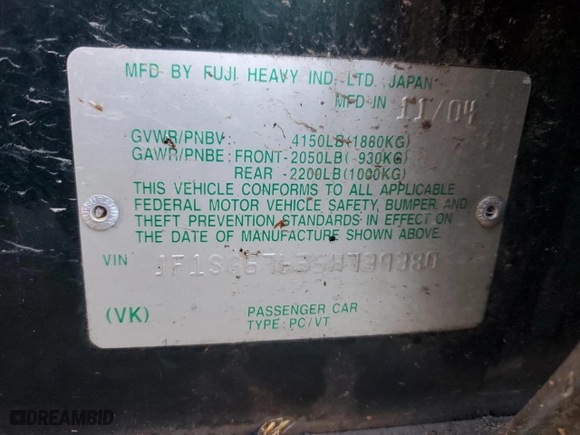 MFD BY FUJI HEAVY IND. LTD. JAPAN
MFD IN 11/04
GVWR/PNBV 4150LB(1880KG)
GAWR/PNBE: FRONT-2050LB( 930KG)
REAR -2200LB(1000KG)
THIS VEHICLE CONFORMS TO ALL APPLICABLE
FEDERAL MOTOR VEHICLE SAFETY, BUMPER, AND
THEFT PREVENTION STANDARDS IN EFFECT ON
THE DATE OF MANUFACTURE SHOWN ABOVE.
VIN
(VK) PASSENGER CAR
TYPE: PC/VT
DREAMBID